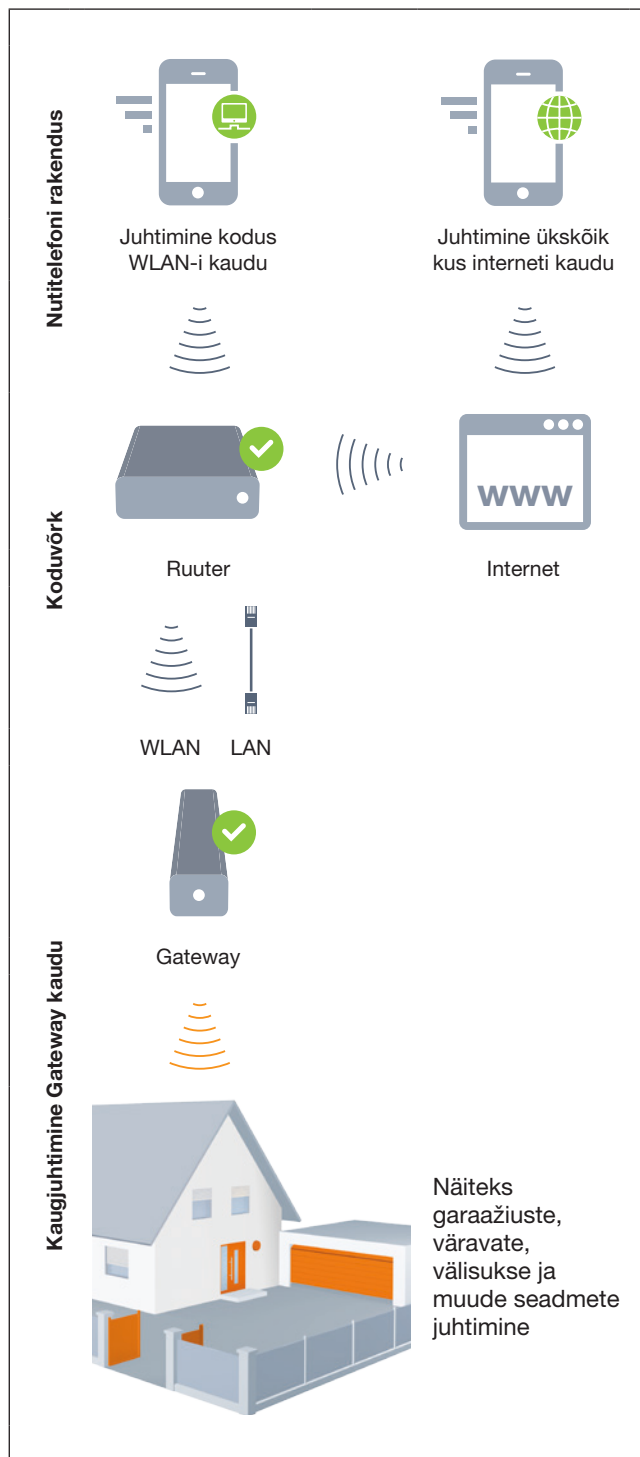 Nutitelefoni rakendus
Juhtimine kodus
WLAN-i kaudu
Juhtimine ükskõik
kus interneti kaudu
Koduvõrk
Ruuter
www
Internet
WLAN
LAN
Kaugjuhtimine Gateway kaudu
Gateway
Näiteks
garaažiuste,
väravate,
välisukse ja
muude seadmete
juhtimine